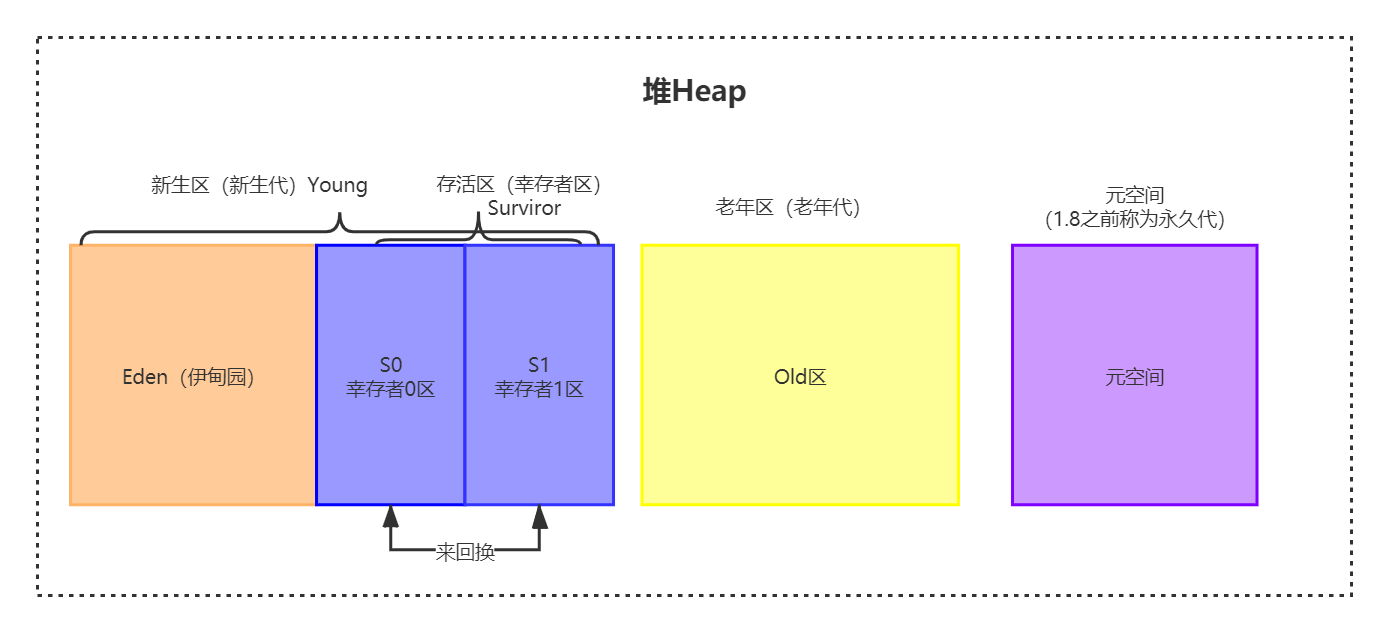 堆Heap
新生区（新生代）Young
存活区（幸存者区）
Surviror
老年区（老年代）
元空间
(1.8之前称为永久代）
Eden（伊甸园）
S0
幸存者0区
S1
幸存者1区
Old区
元空间
来回换